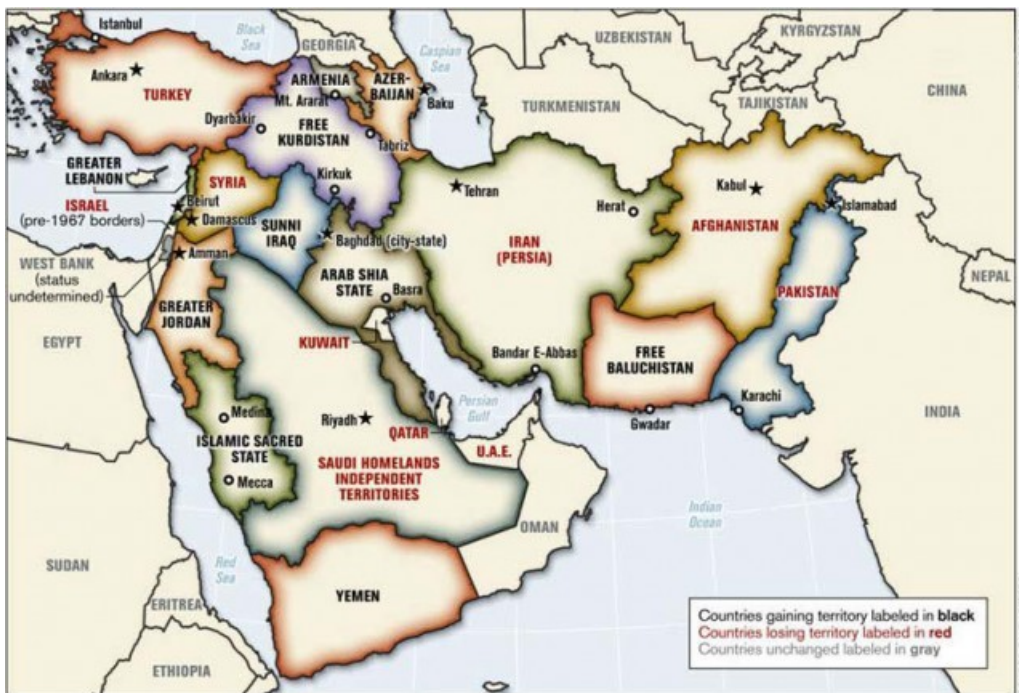 Istanbul
Black
Sea
GEORGIA
Caspian
Sea
UZBEKISTAN
KYRGYZSTAN
Ankara
TURKEY
ARMENIA
Mt. Ararat
AZER-
BAIJAN
Baku
TURKMENISTAN
TAJIKISTAN
CHINA
Dyarbakir
FREE
KURDISTAN
Tabriz
GREATER
LEBANON
SYRIA
Kirkuk
Tehran
Kabul
Islamabad
ISRAEL
(pre-1967 borders)
Beirut
Damascus
SUNNI
IRAQ
Baghdad (city-state)
Herat
AFGHANISTAN
IRAN
(PERSIA)
WEST BANK
(status
undetermined)
Amman
ARAB SHIA
STATE
Basra
PAKISTAN
NEPAL
GREATER
JORDAN
EGYPT
KUWAIT
Bandar E-Abbas
FREE
BALUCHISTAN
Karachi
Gwadar
INDIA
Medina
ISLAMIC SACRED
STATE
Mecca
Riyadh
Persian
Gulf
QATAR
U.A.E.
SAUDI HOMELANDS
INDEPENDENT
TERRITORIES
OMAN
Indian
Ocean
SUDAN
Red
Sea
YEMEN
ERITREA
ETHIOPIA
Countries gaining territory labeled in black
Countries losing territory labeled in red
Countries unchanged labeled in gray